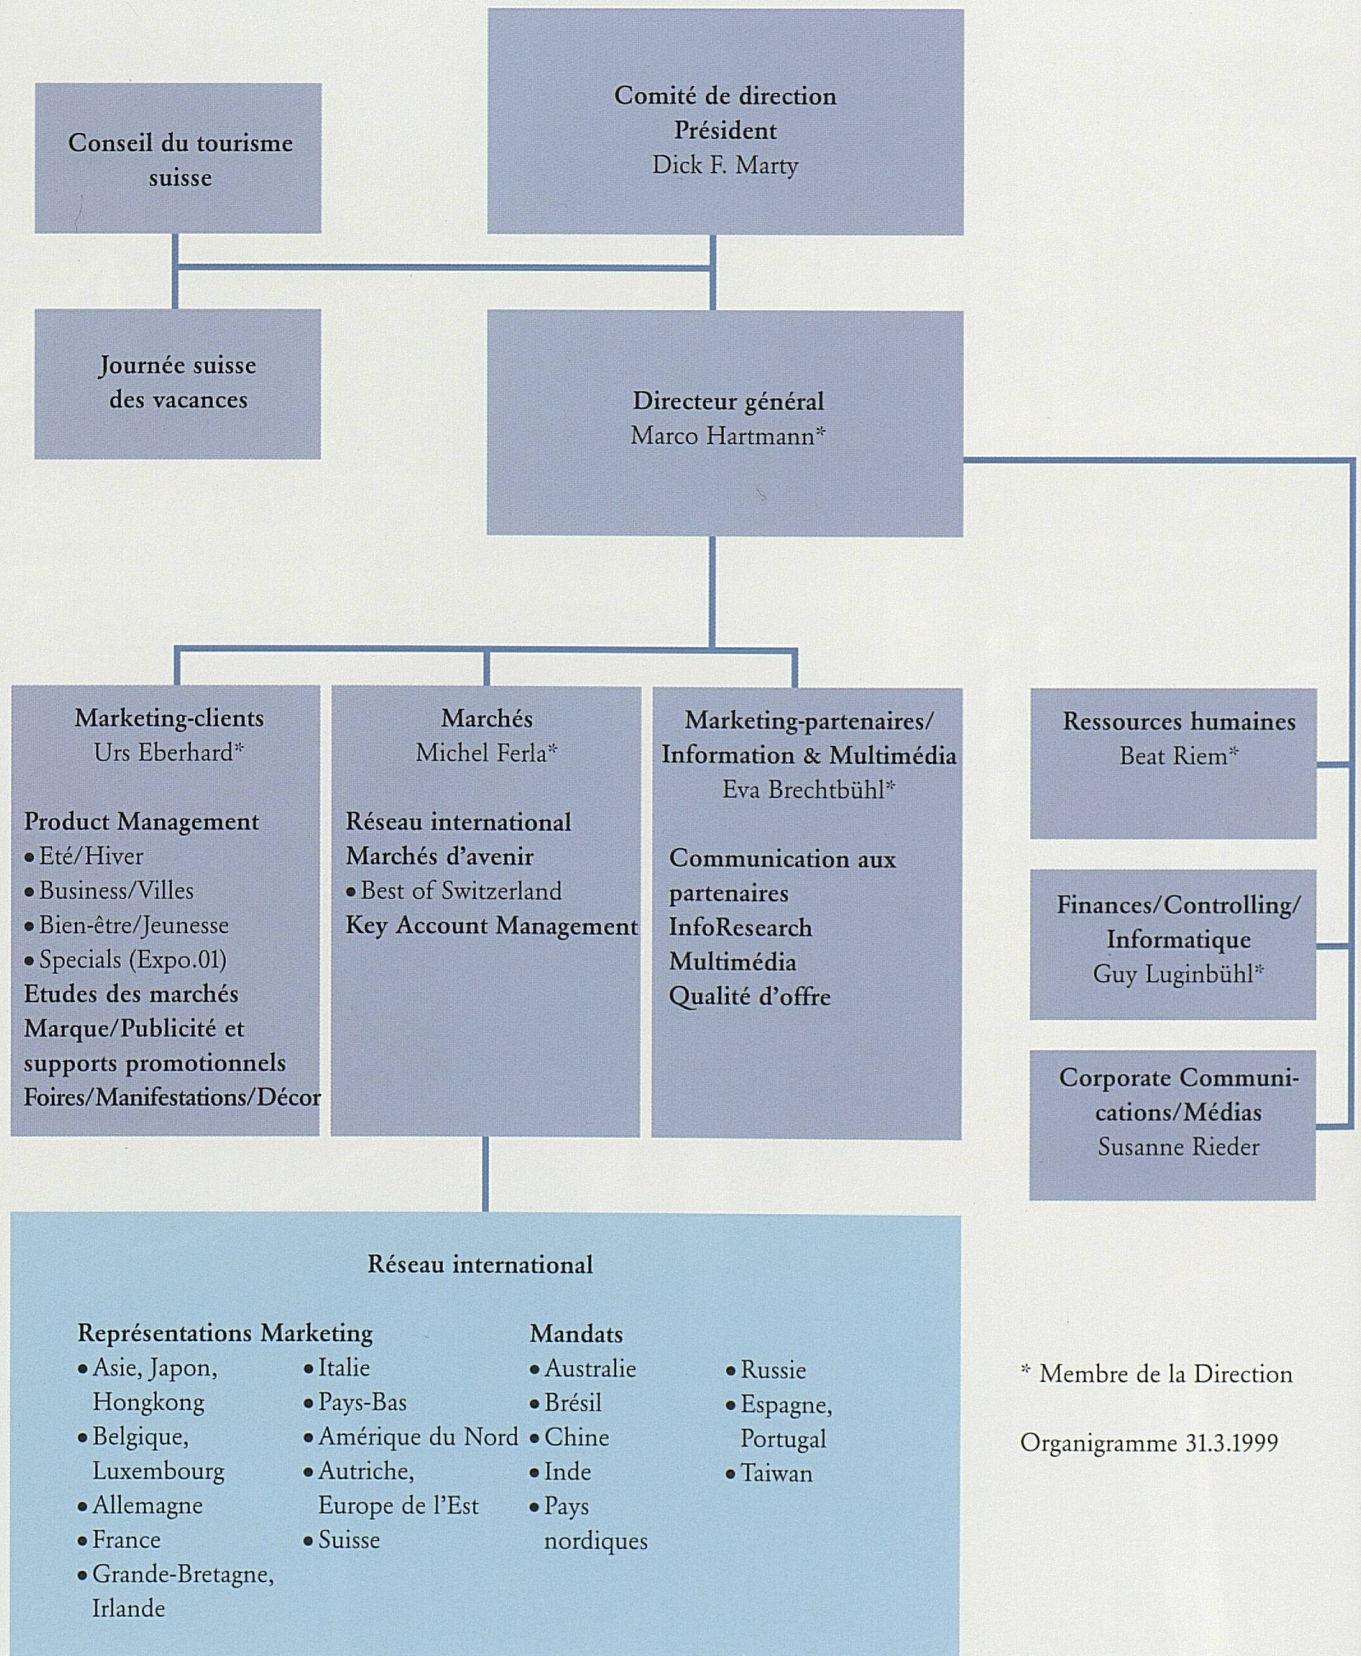 Comité de direction
Président
Dick F. Marty
Conseil du tourisme
suisse
Journée suisse
des vacances
Directeur général
Marco Hartmann*
Marketing-clients
Urs Eberhard*
Product Management
• Eté/Hiver
• Business/Villes
• Bien-être/Jeunesse
• Specials (Expo.01)
Etudes des marchés
Marque/Publicité et
supports promotionnels
Foires/Manifestations/Décor
Marchés
Michel Ferla*
Réseau international
Marchés d'avenir
• Best of Switzerland
Key Account Management
Marketing-partenaires/
Information & Multimédia
Eva Brechtbühl*
Communication aux
partenaires
InfoResearch
Multimédia
Qualité d'offre
Ressources humaines
Beat Riem*
Finances/Controlling/
Informatique
Guy Luginbühl*
Corporate Communi-
cations/Médias
Susanne Rieder
Réseau international
Représentations Marketing
• Asie, Japon,
Hongkong
• Belgique,
Luxembourg
• Allemagne
• France
• Grande-Bretagne,
Irlande
• Italie
• Pays-Bas
• Amérique du Nord
• Autriche,
Europe de l'Est
• Suisse
Mandats
• Australie
• Brésil
• Chine
• Inde
• Pays
nordiques
• Russie
• Espagne,
Portugal
• Taiwan
* Membre de la Direction
Organigramme 31.3.1999